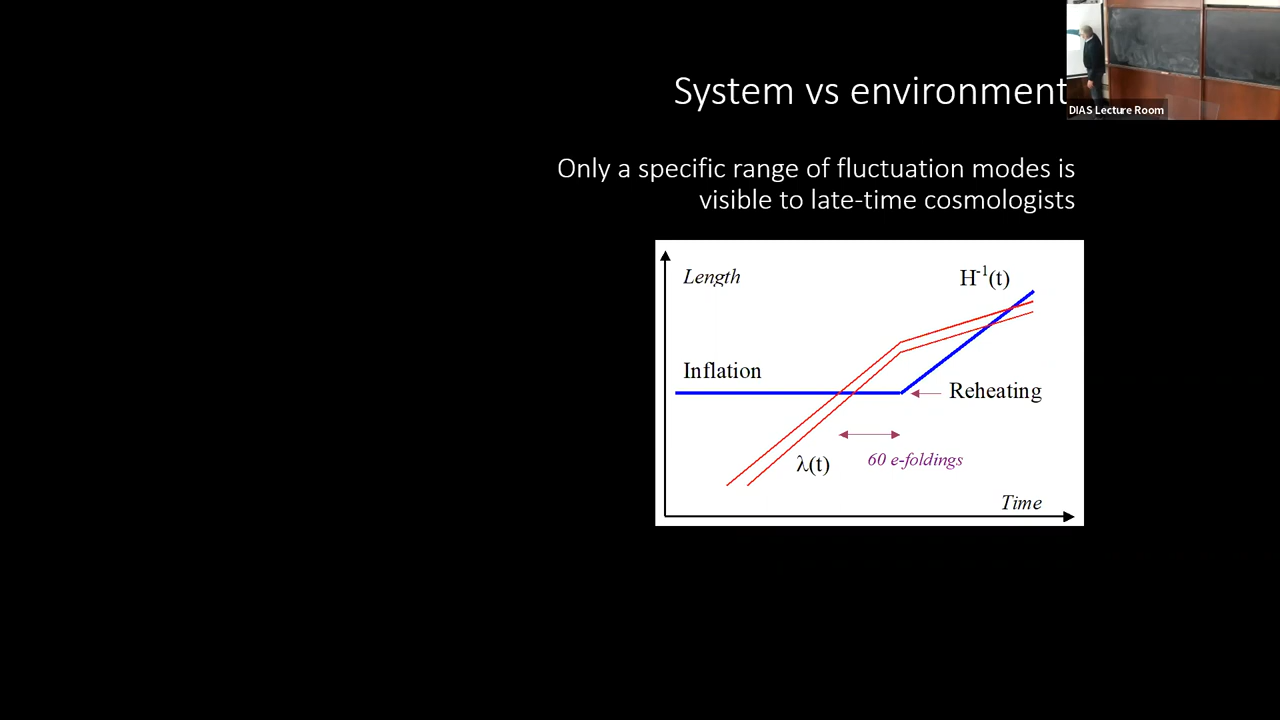 System vs environment
DIAS Lecture Room
Only a specific range of fluctuation modes is
visible to late-time cosmologists
Length
H⁻¹(t)
Inflation
Reheating
λ(t)
60 e-foldings
Time